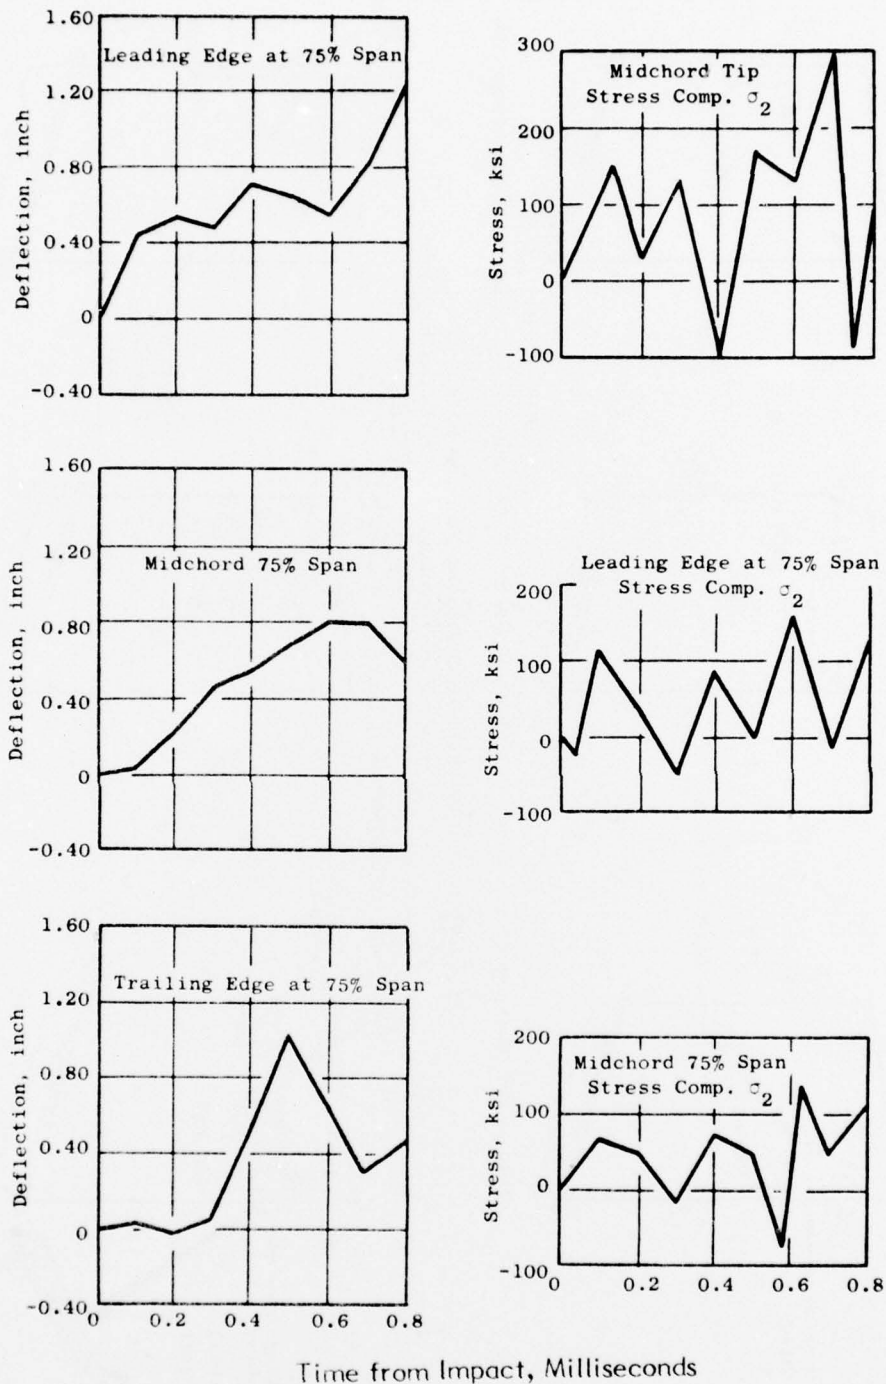 Deflection, inch
1.60
1.20
0.80
0.40
0
-0.40
Leading Edge at 75% Span
Stress, ksi
300
200
100
0
-100
Midchord Tip
Stress Comp. σ2
Deflection, inch
1.60
1.20
0.80
0.40
0
-0.40
Midchord 75% Span
Stress, ksi
200
100
0
-100
Leading Edge at 75% Span
Stress Comp. σ2
Deflection, inch
1.60
1.20
0.80
0.40
0
-0.40
Trailing Edge at 75% Span
0 0.2 0.4 0.6 0.8
Stress, ksi
200
100
0
-100
Midchord 75% Span
Stress Comp. σ2
0 0.2 0.4 0.6 0.8
Time from Impact, Milliseconds